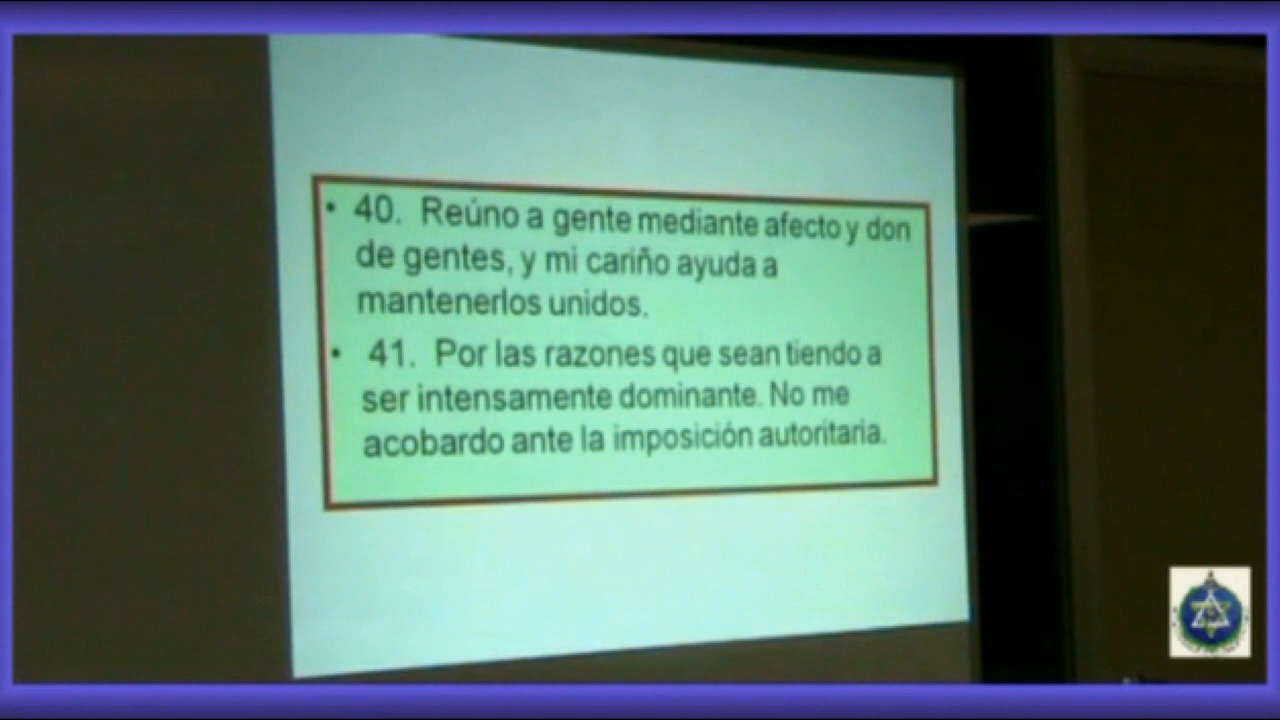 • 40. Reúno a gente mediante afecto y don
de gentes, y mi cariño ayuda a
mantenerlos unidos.
• 41. Por las razones que sean tiendo a
ser intensamente dominante. No me
acobardo ante la imposición autoritaria.